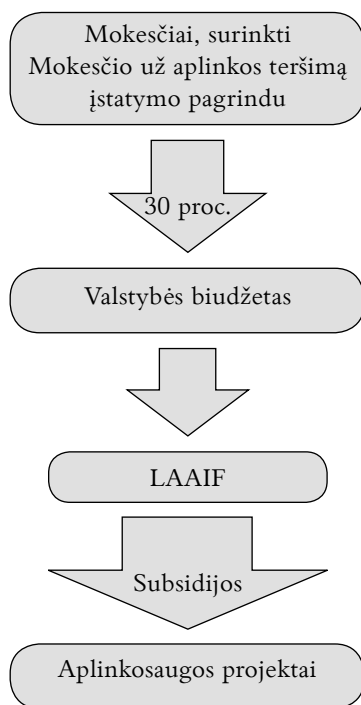 Mokesčiai, surinkti
Mokesčio už aplinkos teršimą
įstatymo pagrindu
30 proc.
Valstybės biudžetas
LAAIF
Subsidijos
Aplinkosaugos projektai